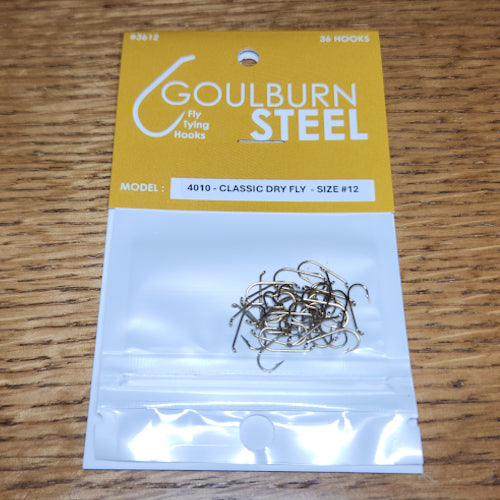 #3612 36 HOOKS
GOULBURN
Fly
Tying
Hooks
STEEL
MODEL : 4010 - CLASSIC DRY FLY - SIZE #12